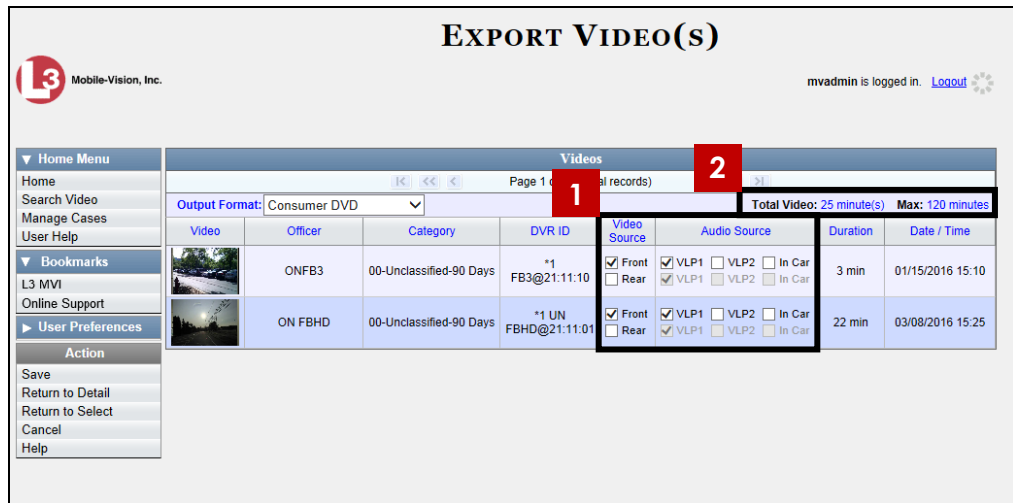 EXPORT VIDEO(S)
L3 Mobile-Vision, Inc.
mvadmin is logged in. Logout
▼ Home Menu
Home
Search Video
Manage Cases
User Help
▼ Bookmarks
L3 MVI
Online Support
▶ User Preferences
Action
Save
Return to Detail
Return to Select
Cancel
Help
Videos
Page 1 records)
1
2
Output Format: Consumer DVD
Total Video: 25 minute(s) Max: 120 minutes
Video Officer Category DVR ID Video Source Audio Source Duration Date / Time
ONFB3 00-Unclassified-90 Days *1 FB3@21:11:10 Front VLP1 VLP2 In Car 3 min 01/15/2016 15:10
Rear VLP1 VLP2 In Car
ON FBHD 00-Unclassified-90 Days *1 UN FBHD@21:11:01 Front VLP1 VLP2 In Car 22 min 03/08/2016 15:25
Rear VLP1 VLP2 In Car